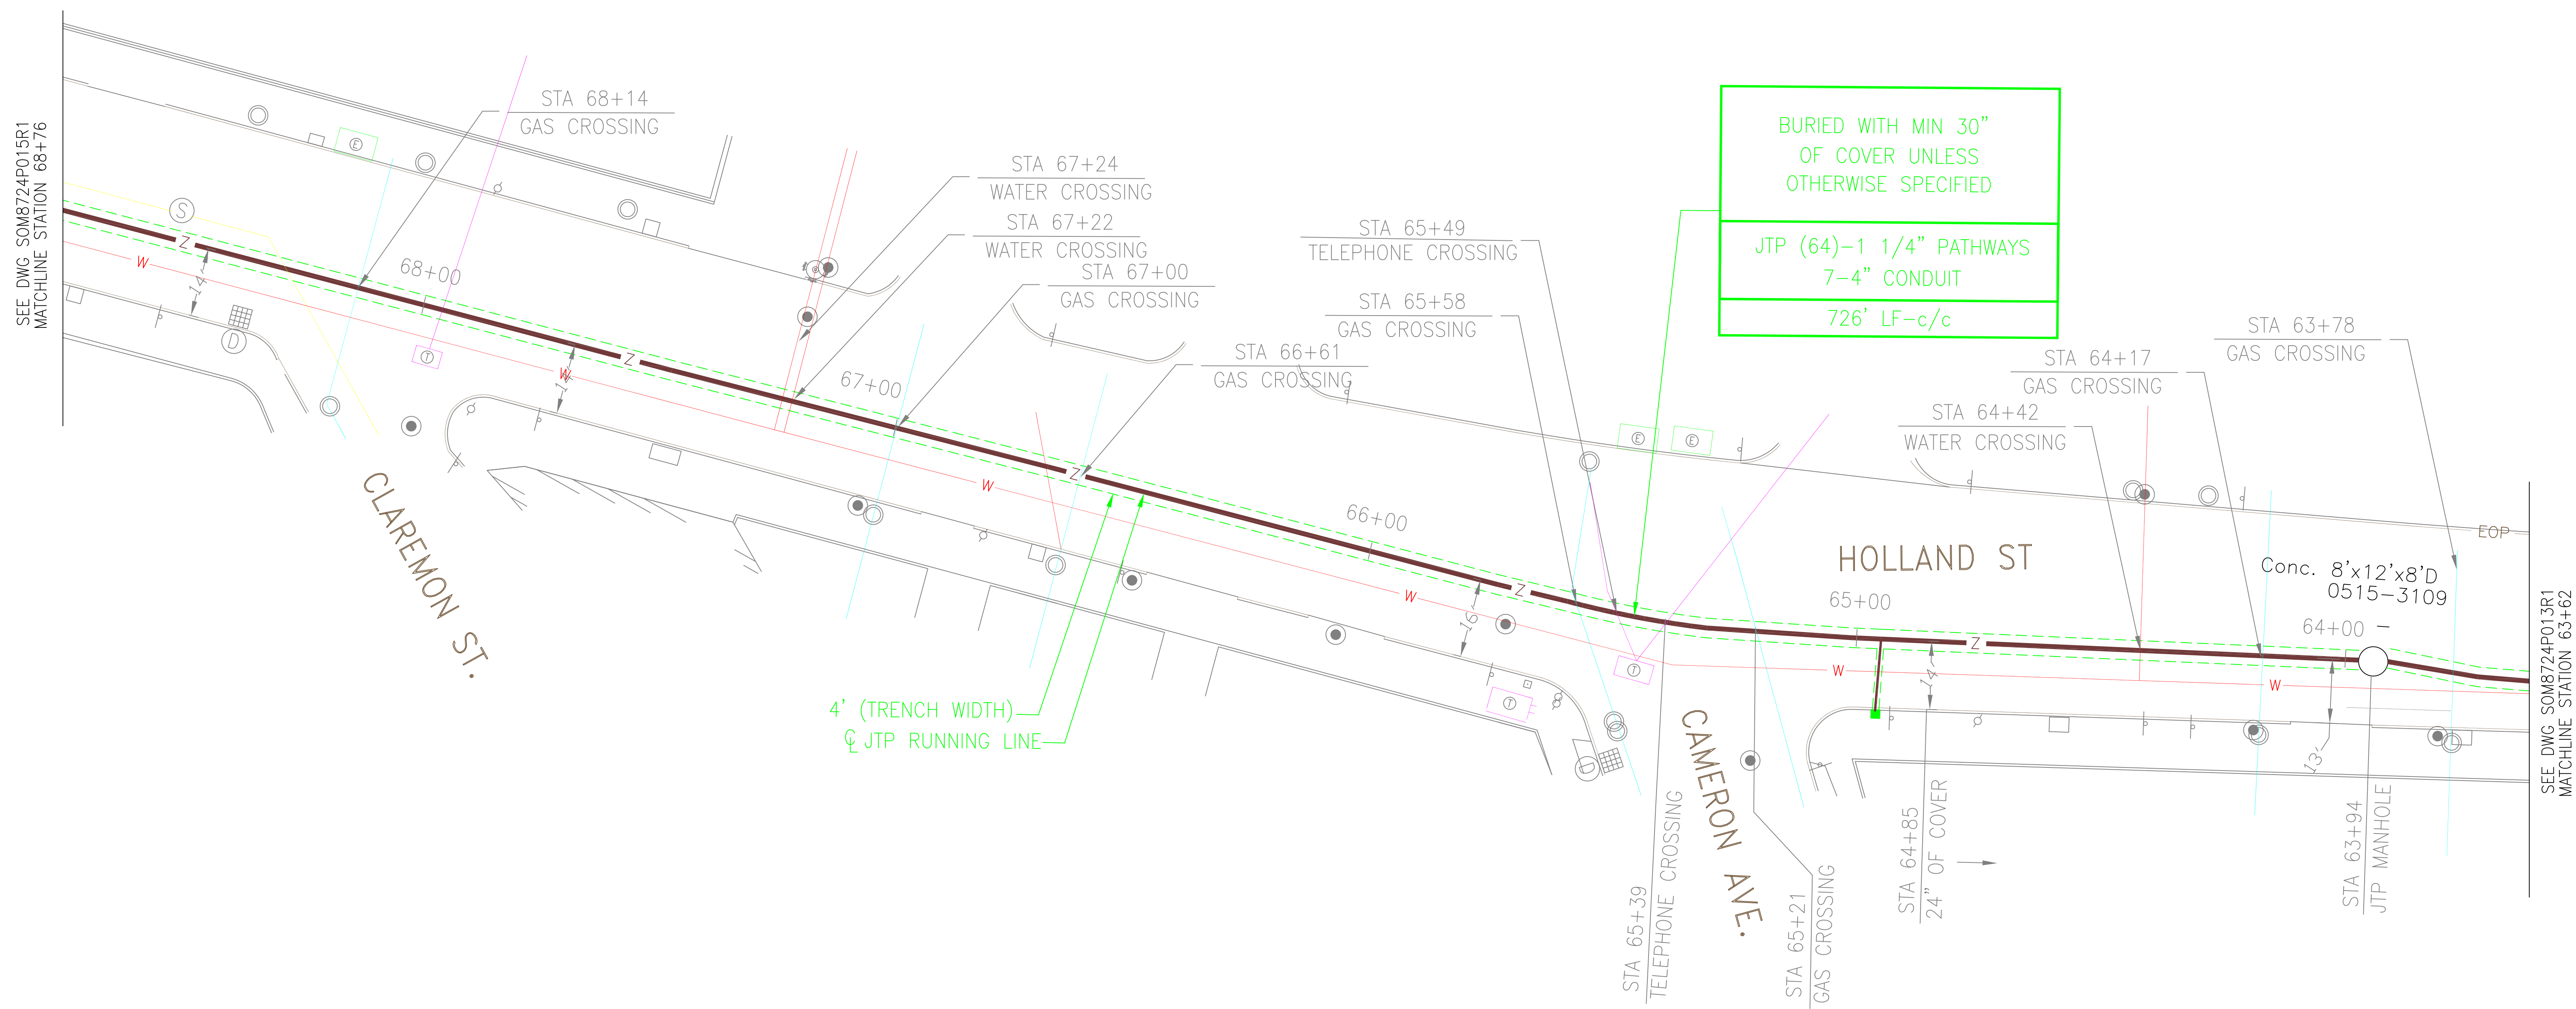 SEE DWG SOM8724P015R1
MATCHLINE STATION 68+76
STA 68+14
GAS CROSSING
STA 67+24
WATER CROSSING
STA 67+22
WATER CROSSING
STA 67+00
GAS CROSSING
STA 66+61
GAS CROSSING
STA 65+49
TELEPHONE CROSSING
STA 65+58
GAS CROSSING
BURIED WITH MIN 30"
OF COVER UNLESS
OTHERWISE SPECIFIED
JTP (64)-1 1/4" PATHWAYS
7-4" CONDUIT
726' LF-c/c
STA 63+78
GAS CROSSING
STA 64+17
GAS CROSSING
STA 64+42
WATER CROSSING
E
S
Z
W
14'
D
68+00
T
Z
W
67+00
Z
W
66+00
Z
W
16'
E
E
T
T
D
HOLLAND ST
EOP
Conc. 8'x12'x8'D
0515-3109
65+00
64+00
Z
W
14'
W
13'
CLAREMON ST.
4' (TRENCH WIDTH)
℄ JTP RUNNING LINE
CAMERON AVE.
STA 65+39
TELEPHONE CROSSING
STA 65+21
GAS CROSSING
STA 64+85
24" OF COVER
STA 63+94
JTP MANHOLE
SEE DWG SOM8724P013R1
MATCHLINE STATION 63+62